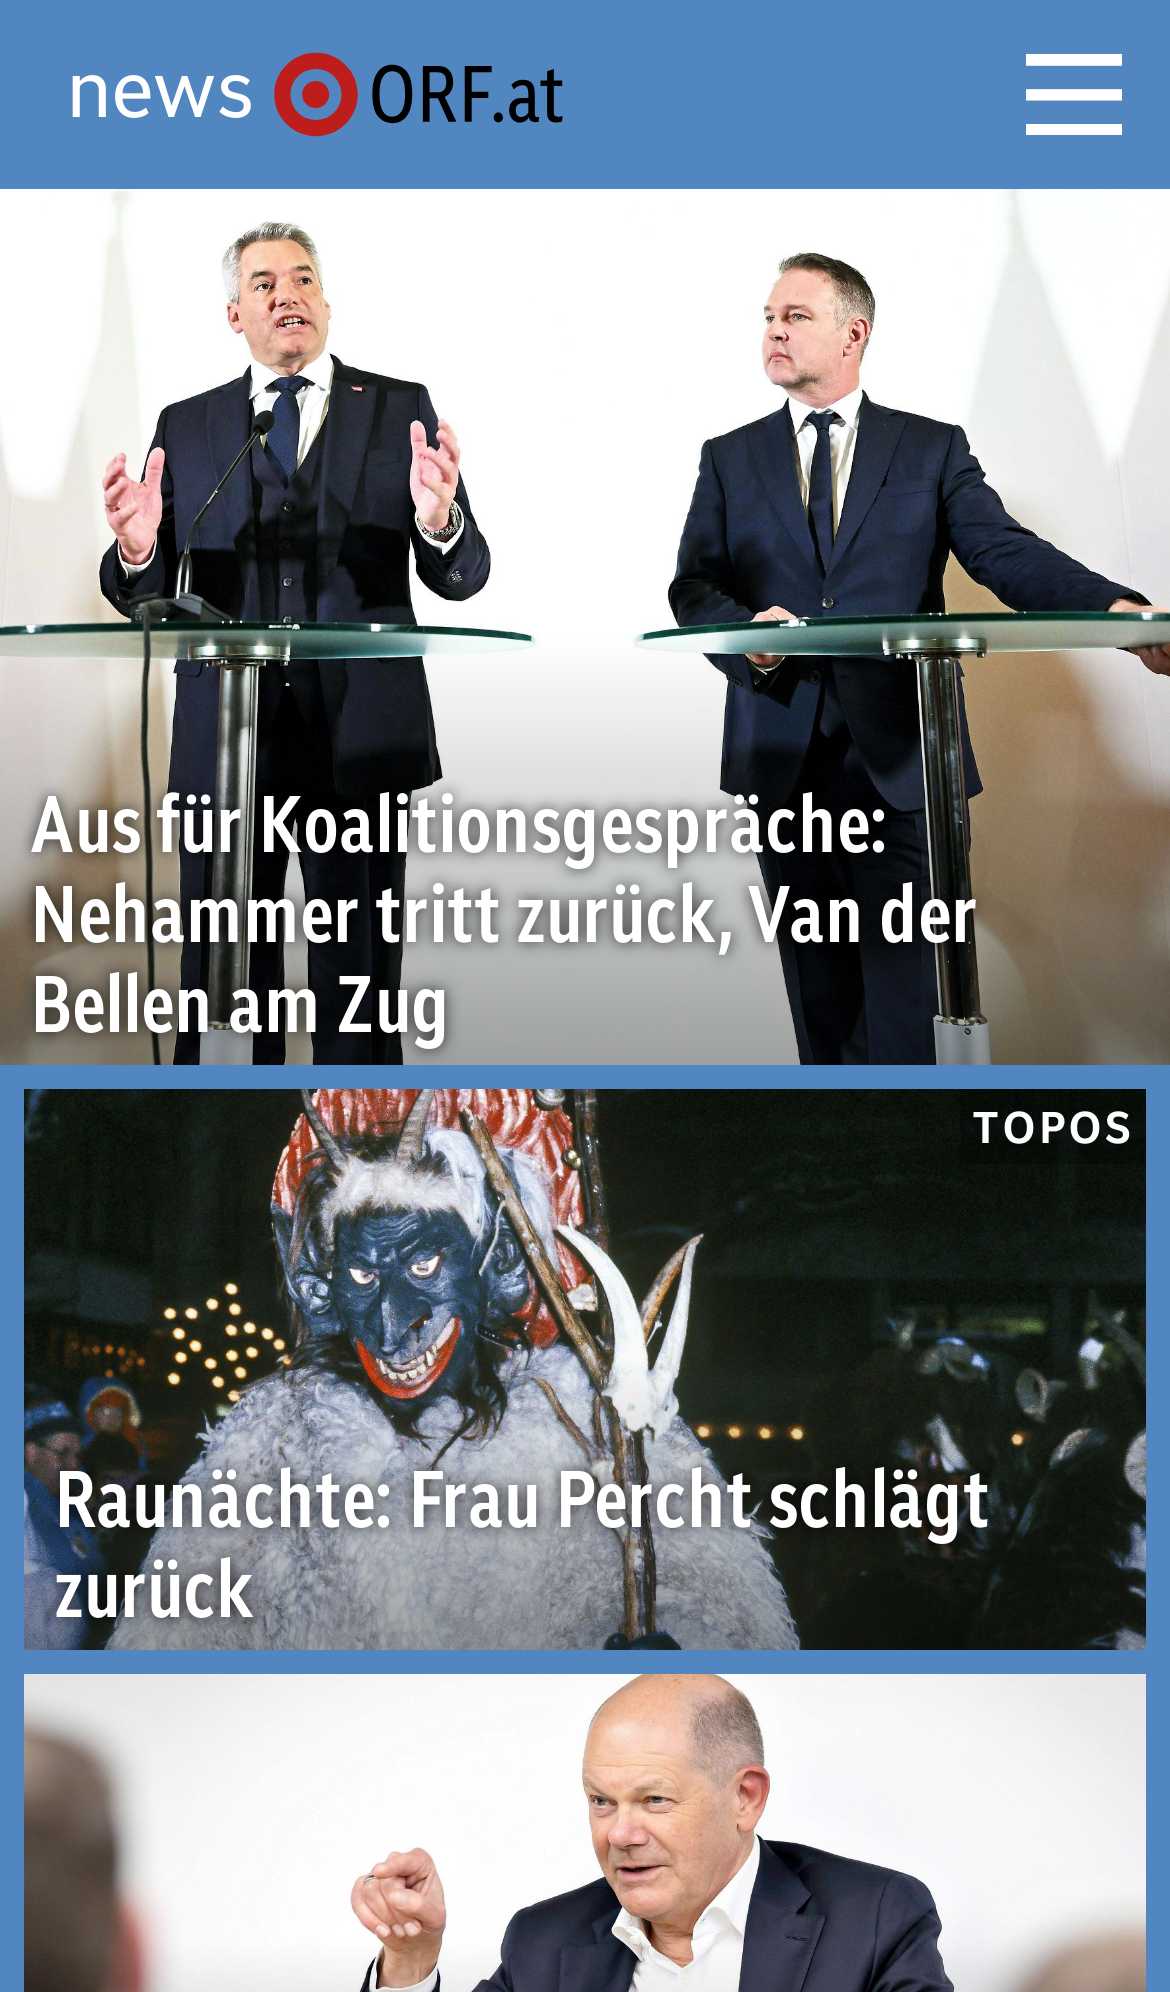 news ORF.at
Aus für Koalitionsgespräche:
Nehammer tritt zurück, Van der
Bellen am Zug
TOPOS
Raunächte: Frau Percht schlägt
zurück